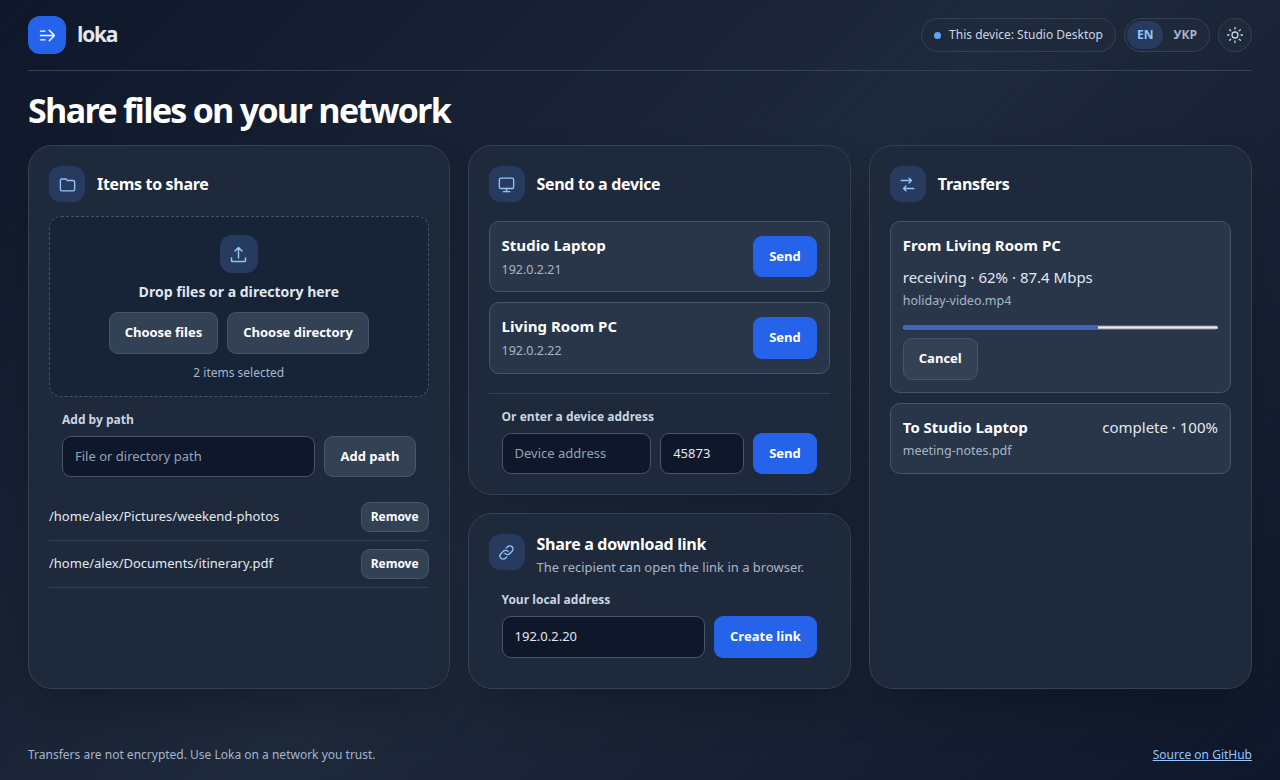 loka
This device: Studio Desktop
EN
УКР
Share files on your network
Items to share
Drop files or a directory here
Choose files
Choose directory
2 items selected
Add by path
File or directory path
Add path
/home/alex/Pictures/weekend-photos
Remove
/home/alex/Documents/itinerary.pdf
Remove
Send to a device
Studio Laptop
192.0.2.21
Send
Living Room PC
192.0.2.22
Send
Or enter a device address
Device address
45873
Send
Share a download link
The recipient can open the link in a browser.
Your local address
192.0.2.20
Create link
Transfers
From Living Room PC
receiving · 62% · 87.4 Mbps
holiday-video.mp4
Cancel
To Studio Laptop
complete · 100%
meeting-notes.pdf
Transfers are not encrypted. Use Loka on a network you trust.
Source on GitHub